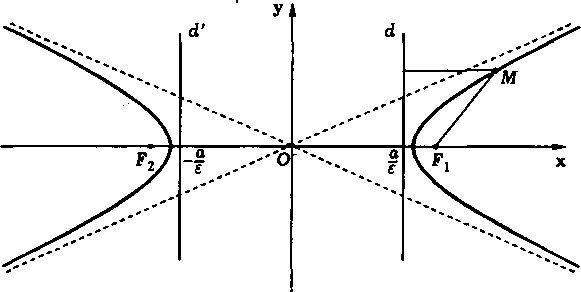 y
d' d
M
F₂ -a/ε O a/ε F₁ x